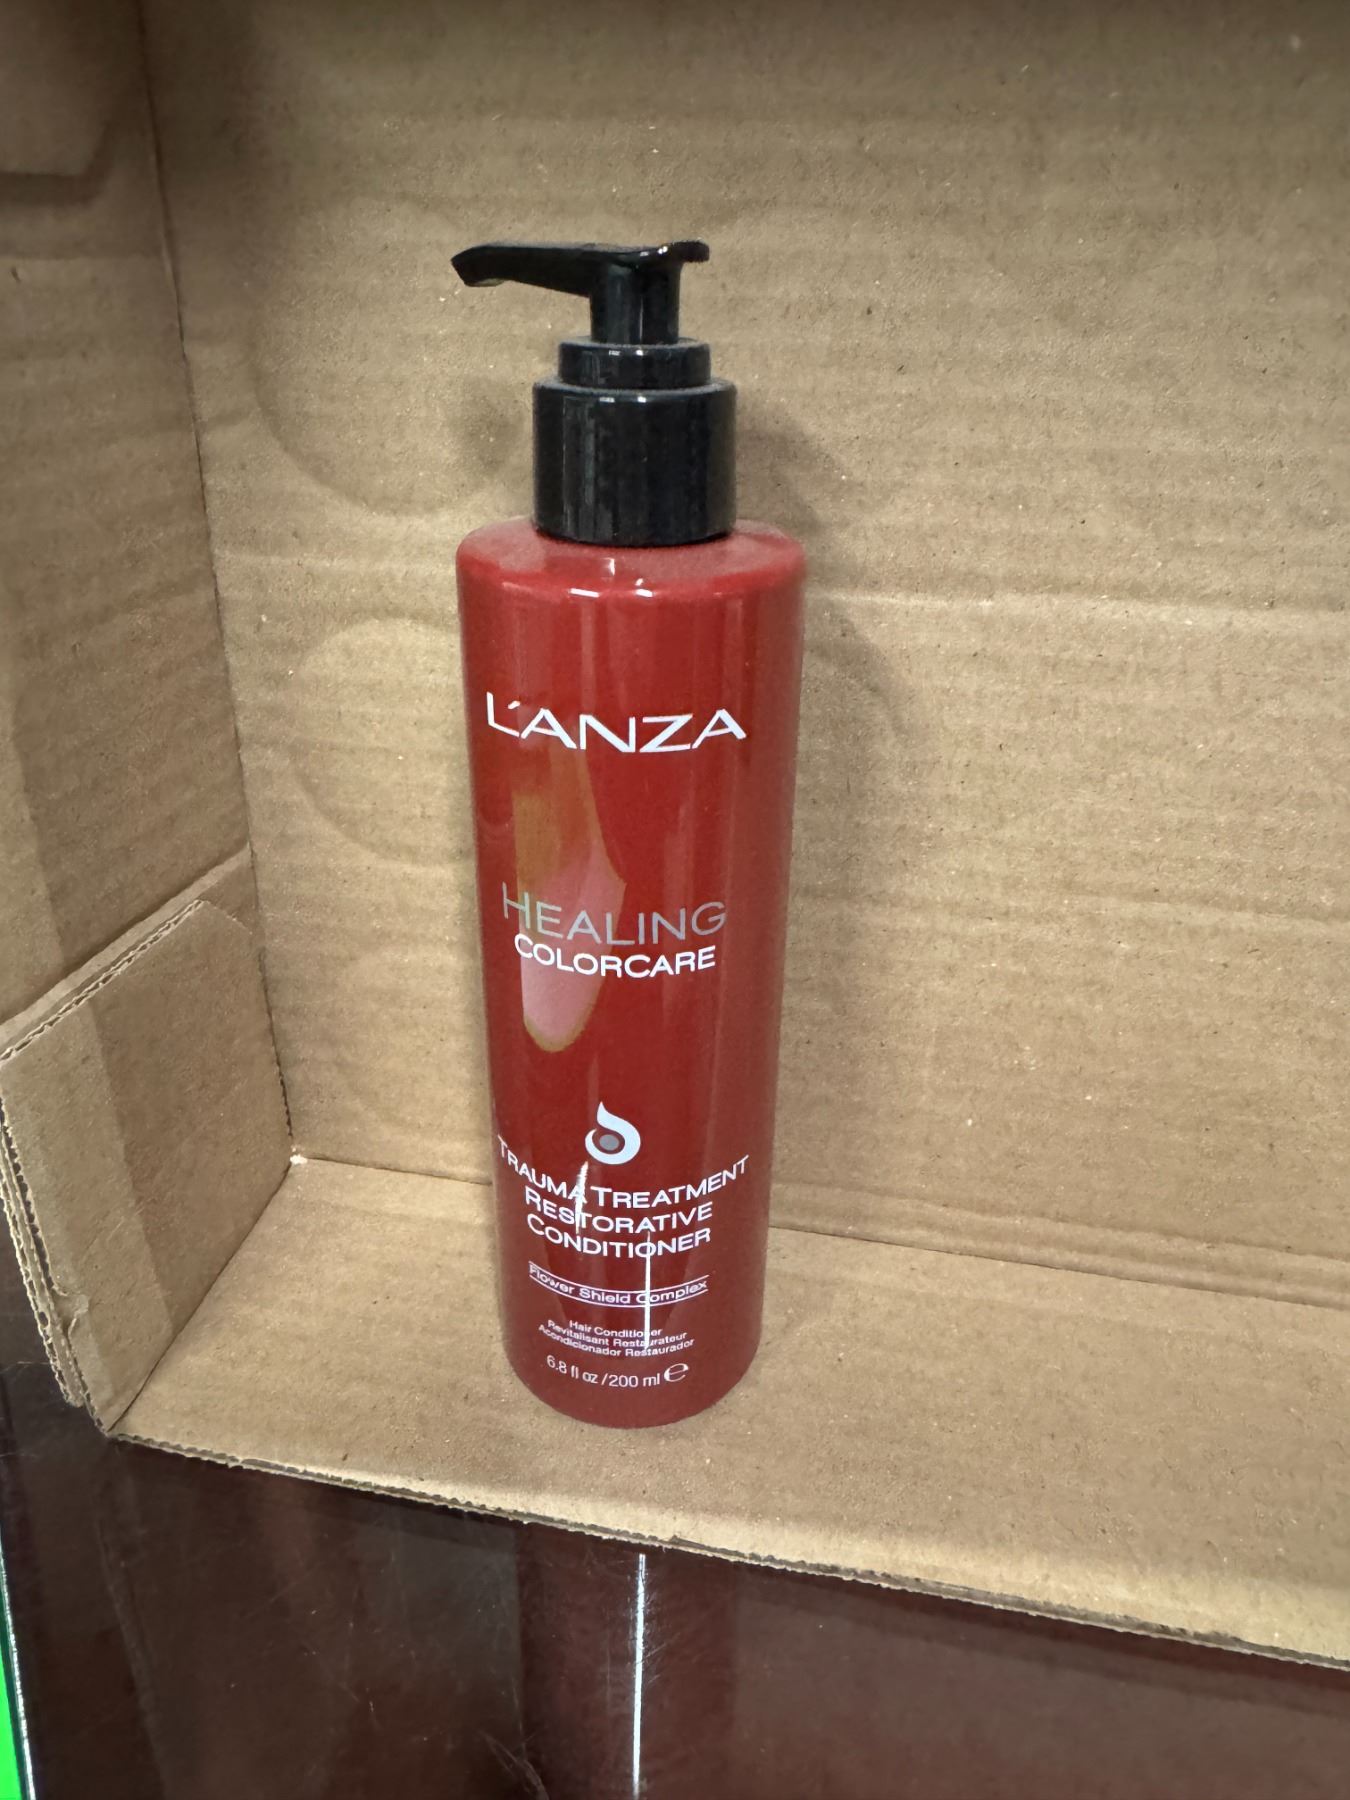 L'ANZA
HEALING
COLORCARE
TRAUMA TREATMENT
RESTORATIVE
CONDITIONER
Flower Shield Complex
Hair Conditioner
Revitalisant Restaurateur
Acondicionador Restaurador
6.8 fl oz / 200 ml ℮